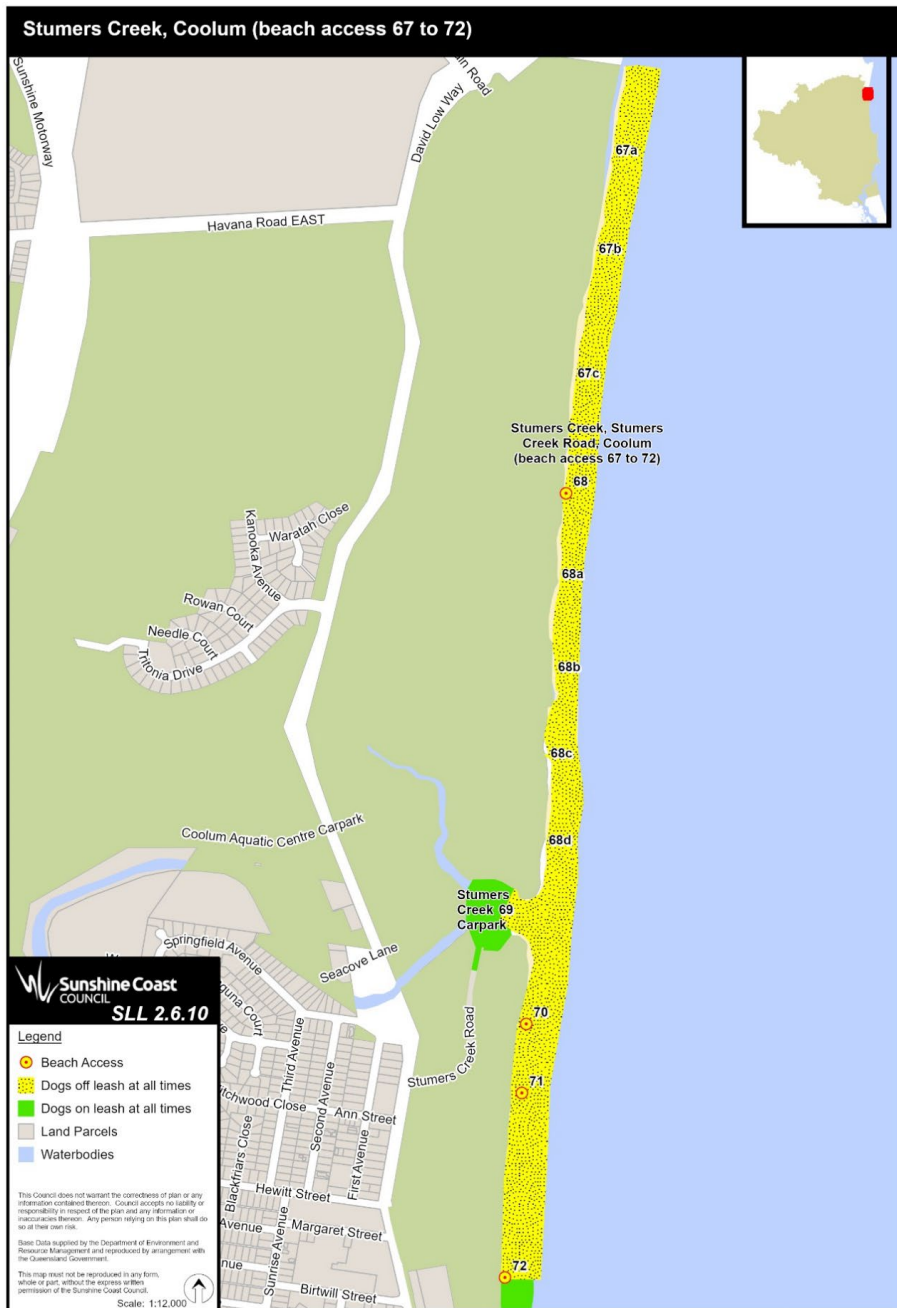 Stumers Creek, Coolum (beach access 67 to 72)
Sunshine Motorway
David Low Way
Road
67a
Havana Road EAST
67b
67c
Stumers Creek, Stumers
Creek Road, Coolum
(beach access 67 to 72)
68
Waratah Close
Kanooka Avenue
68a
Rowan Court
Needle Court
Tritonia Drive
68b
68c
Coolum Aquatic Centre Carpark
68d
Stumers
Creek 69
Carpark
Springfield Avenue
Seacove Lane
Court
70
Stumers Creek Road
71
Third Avenue
Second Avenue
First Avenue
Close
Ann Street
Blackfriars Close
Hewitt Street
Avenue
Margaret Street
Sunrise Avenue
Birtwill Street
72
Sunshine Coast
COUNCIL
SLL 2.6.10
Legend
Beach Access
Dogs off leash at all times
Dogs on leash at all times
Land Parcels
Waterbodies
This Council does not warrant the correctness of plan or any
information contained thereon. Council accepts no liability or
responsibility in respect of the plan and any information or
inaccuracies thereon. Any person relying on this plan shall do
so at their own risk.
Base Data supplied by the Department of Environment and
Resource Management and reproduced by arrangement with
the Queensland Government.
This map must not be reproduced in any form,
whole or part, without the express written
permission of the Sunshine Coast Council.
Scale: 1:12,000